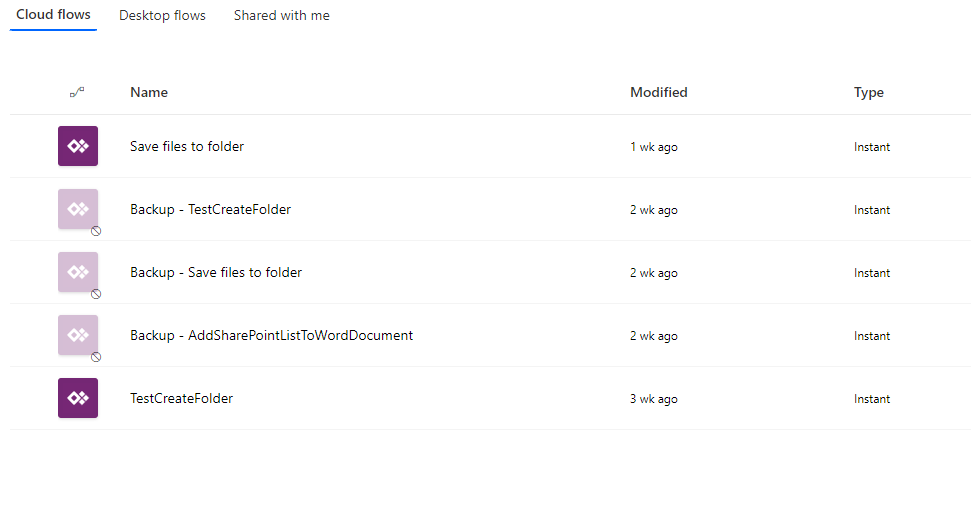 Cloud flows Desktop flows Shared with me
Name Modified Type
Save files to folder 1 wk ago Instant
Backup - TestCreateFolder 2 wk ago Instant
Backup - Save files to folder 2 wk ago Instant
Backup - AddSharePointListToWordDocument 2 wk ago Instant
TestCreateFolder 3 wk ago Instant